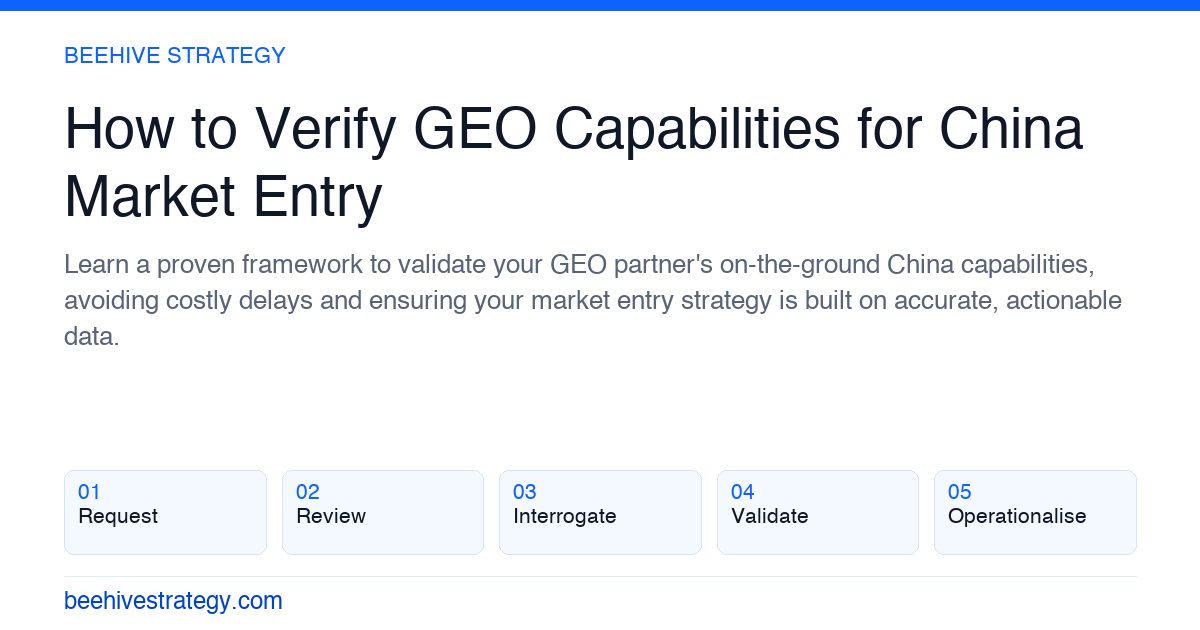 BEEHIVE STRATEGY
How to Verify GEO Capabilities for China
Market Entry
Learn a proven framework to validate your GEO partner's on-the-ground China capabilities,
avoiding costly delays and ensuring your market entry strategy is built on accurate, actionable
data.
01
Request
02
Review
03
Interrogate
04
Validate
05
Operationalise
beehivestrategy.com